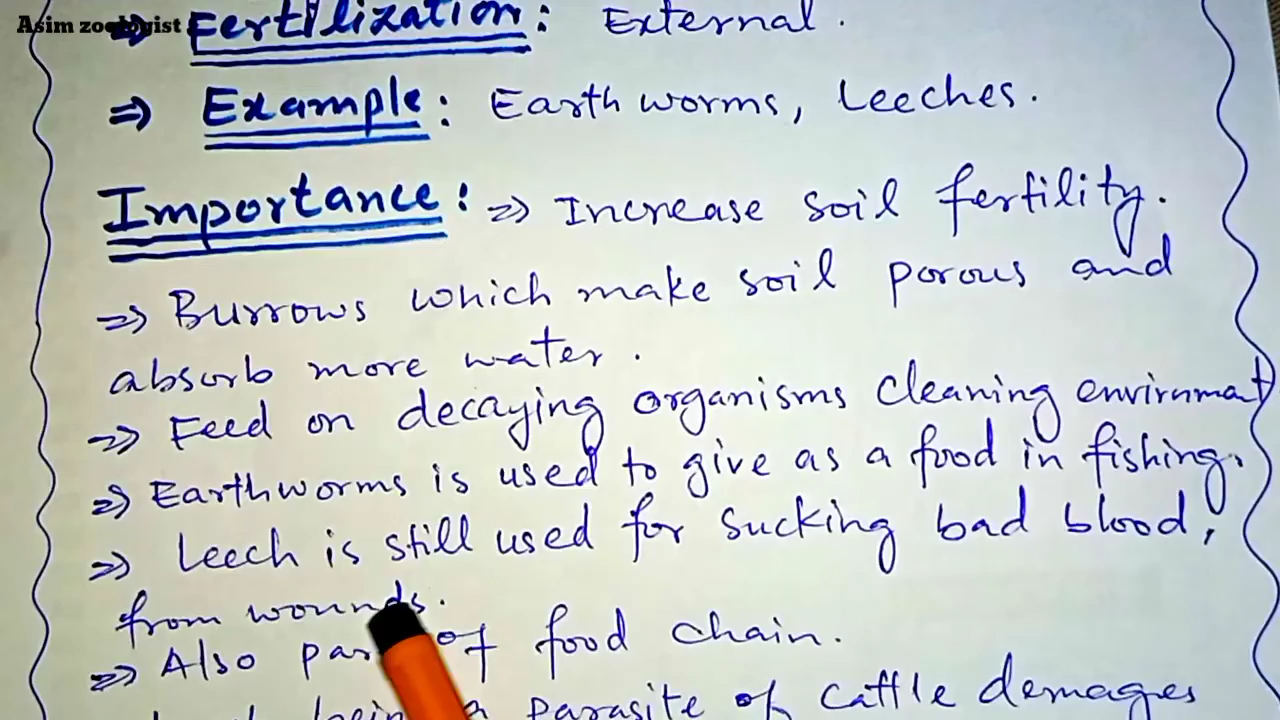 Asim zoologist
⇒ Fertilization: External.
⇒ Example: Earthworms, Leeches.
Importance: ⇒ Increase soil fertility.
⇒ Burrows which make soil porous and
absorb more water.
⇒ Feed on decaying organisms cleaning envirnmat
⇒ Earthworms is used to give as a food in fishing.
⇒ Leech is still used for sucking bad blood,
from wounds.
⇒ Also par of food chain.
a parasite of cattle demages